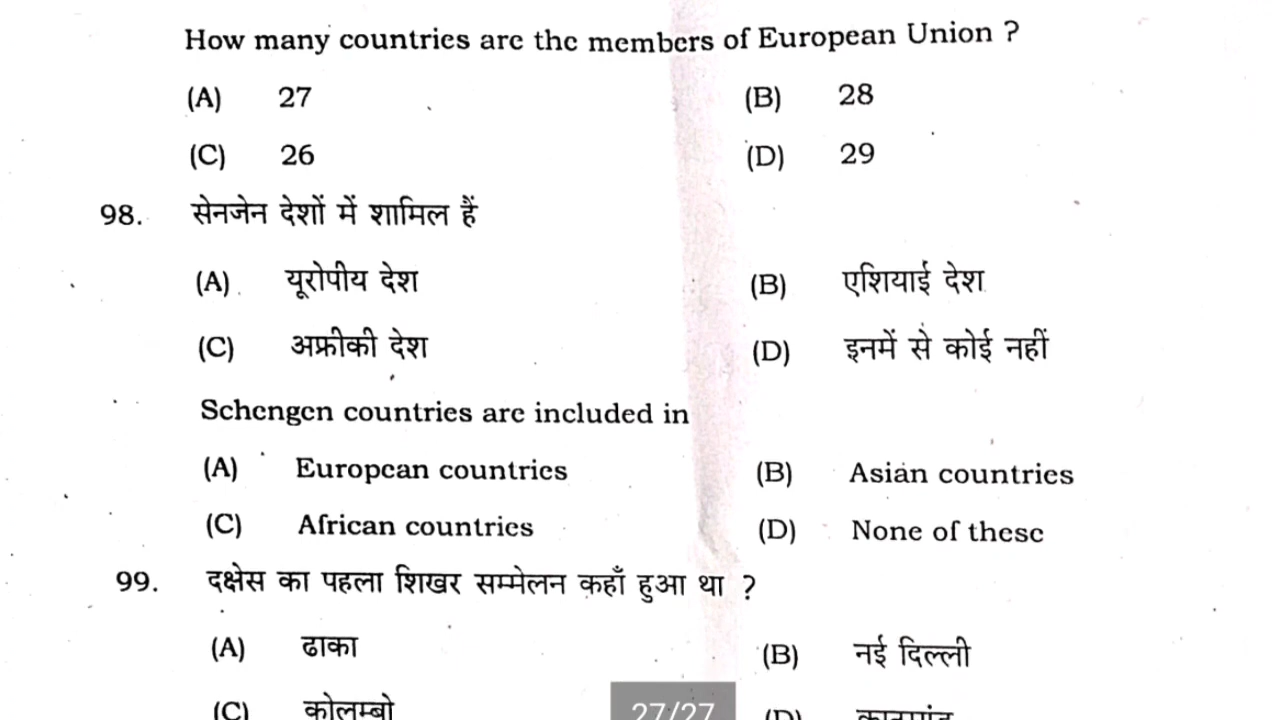 How many countries are the members of European Union ?
(A) 27 (B) 28
(C) 26 (D) 29
98. सेनजेन देशों में शामिल हैं
(A) यूरोपीय देश (B) एशियाई देश
(C) अफ्रीकी देश (D) इनमें से कोई नहीं
Schengen countries are included in
(A) European countries (B) Asian countries
(C) African countries (D) None of these
99. दक्षेस का पहला शिखर सम्मेलन कहाँ हुआ था ?
(A) ढाका (B) नई दिल्ली
(C) कोलम्बो (D)
27/27